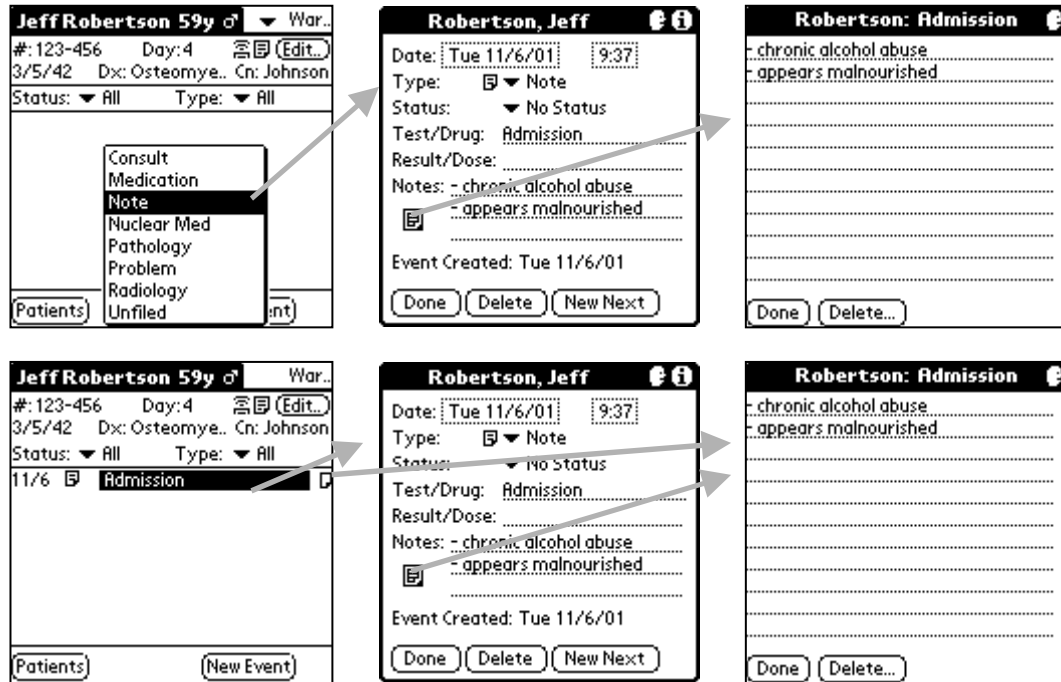 Jeff Robertson 59y ♂ War..
#: 123-456 Day: 4 Edit..
3/5/42 Dx: Osteomye.. Cn: Johnson
Status: All Type: All
Consult
Medication
Note
Nuclear Med
Pathology
Problem
Radiology
Unfiled
Patients ent
Robertson, Jeff
Date: Tue 11/6/01 9:37
Type: Note
Status: No Status
Test/Drug: Admission
Result/Dose:
Notes: - chronic alcohol abuse
- appears malnourished
Event Created: Tue 11/6/01
Done Delete New Next
Robertson: Admission
- chronic alcohol abuse
- appears malnourished
Done Delete...
Jeff Robertson 59y ♂ War..
#: 123-456 Day: 4 Edit..
3/5/42 Dx: Osteomye.. Cn: Johnson
Status: All Type: All
11/6 Admission
Patients New Event
Robertson, Jeff
Date: Tue 11/6/01 9:37
Type: Note
Status: No Status
Test/Drug: Admission
Result/Dose:
Notes: - chronic alcohol abuse
- appears malnourished
Event Created: Tue 11/6/01
Done Delete New Next
Robertson: Admission
- chronic alcohol abuse
- appears malnourished
Done Delete...